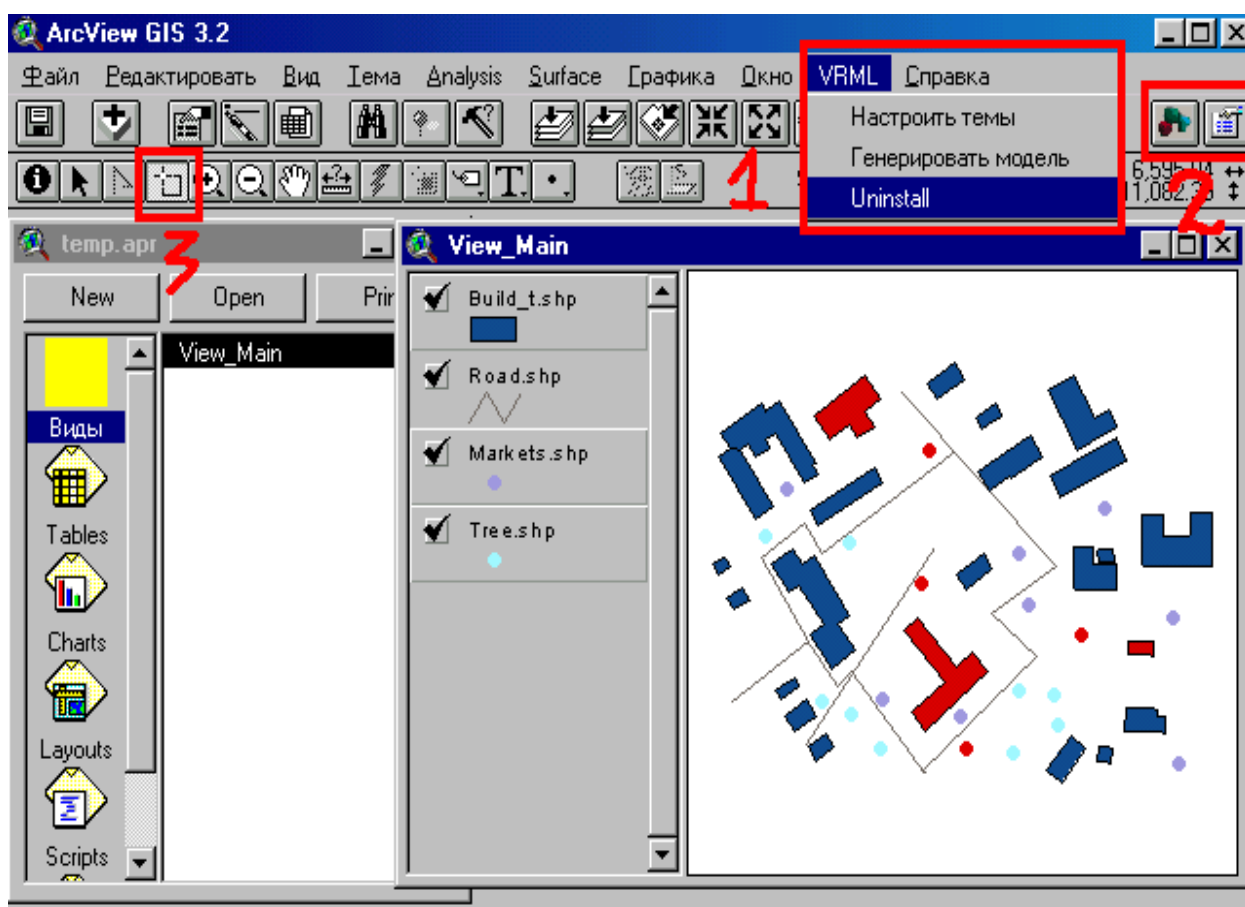 ArcView GIS 3.2
Файл Редактировать Вид Тема Analysis Surface Графика Окно VRML Справка
Настроить темы
Генерировать модель
Uninstall
1
2
3
temp.apr
New Open
View_Main
Виды
Tables
Charts
Layouts
Scripts
View_Main
Build_t.shp
Road.shp
Markets.shp
Tree.shp